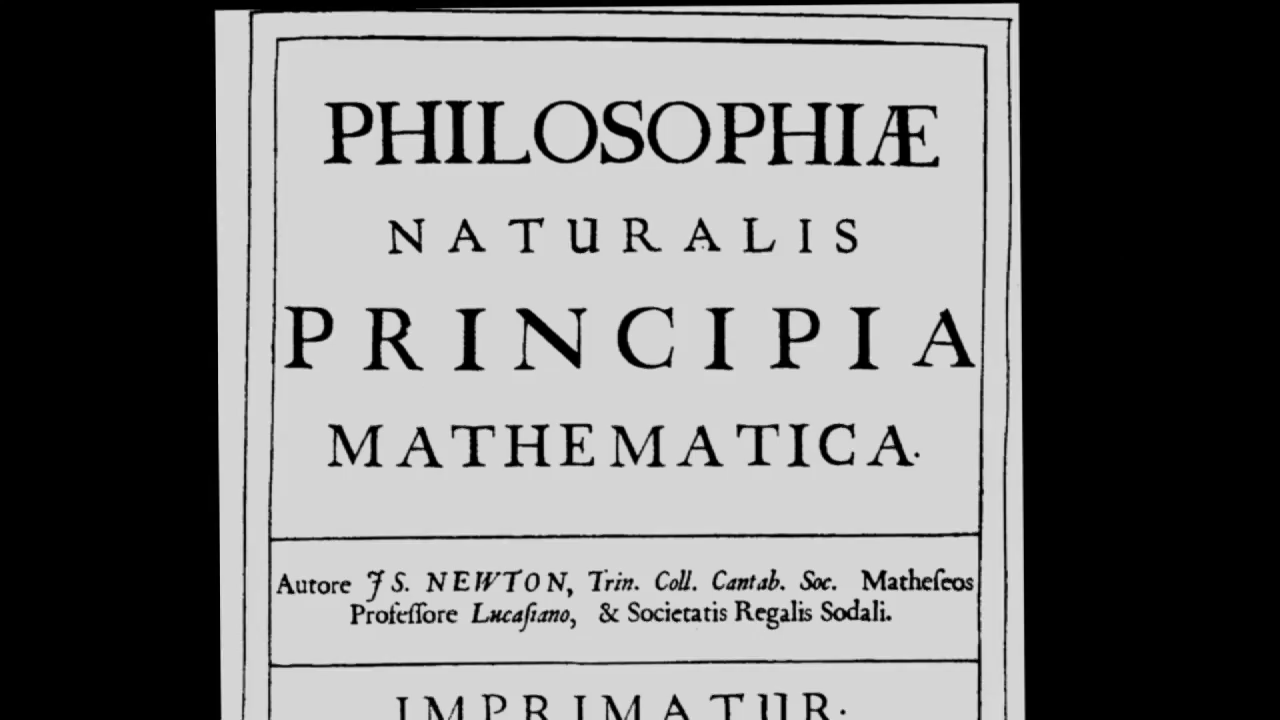 PHILOSOPHIÆ
NATURALIS
PRINCIPIA
MATHEMATICA.
Autore JS. NEWTON, Trin. Coll. Cantab. Soc. Matheſeos
Profeſſore Lucaſiano, & Societatis Regalis Sodali.
IMPRIMATUR.